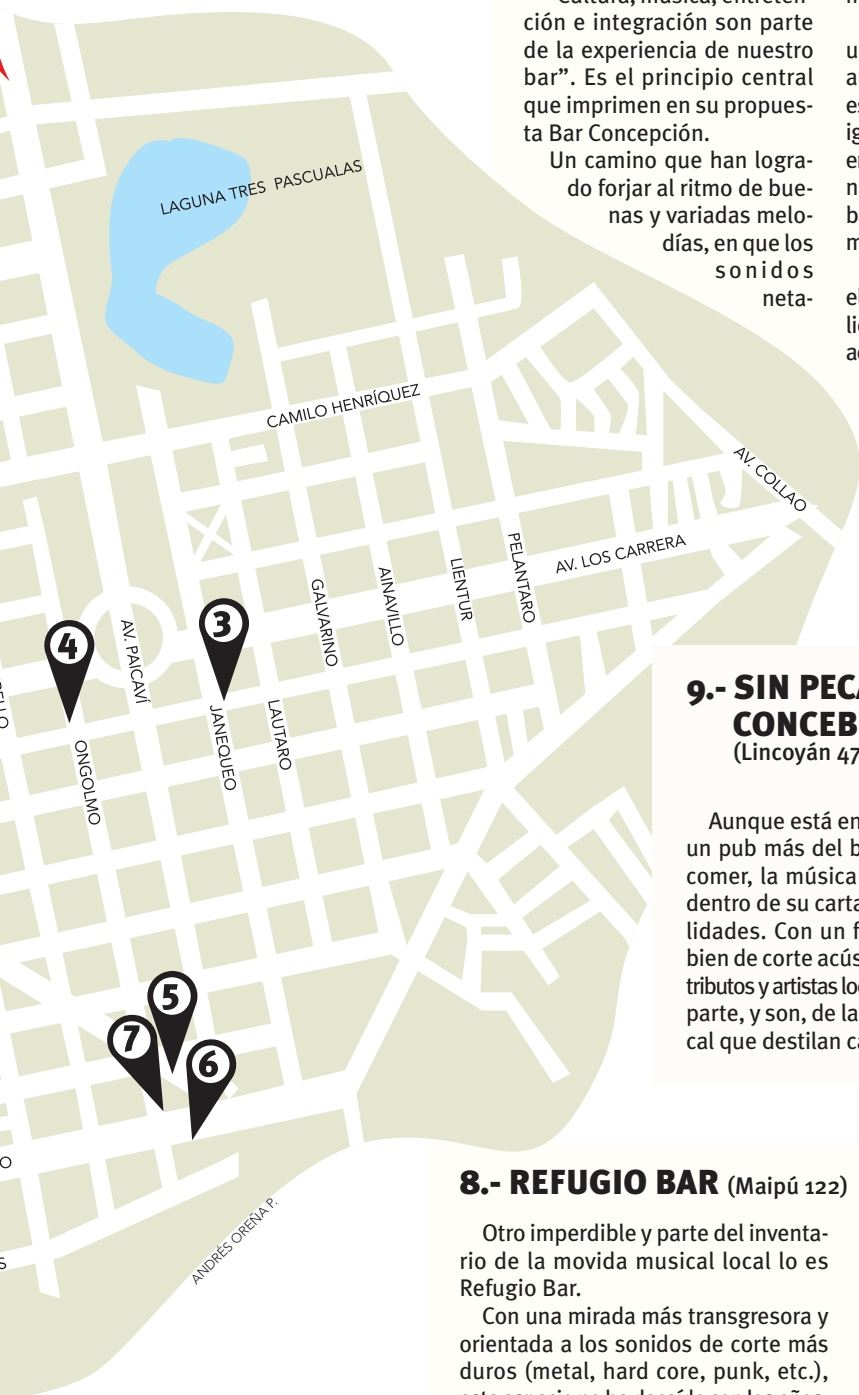 ción e integración son parte
de la experiencia de nuestro
bar”. Es el principio central
que imprimen en su propues-
ta Bar Concepción.
Un camino que han logra-
do forjar al ritmo de bue-
nas y variadas melo-
días, en que los
sonidos
neta-
LAGUNA TRES PASCUALAS
CAMILO HENRÍQUEZ
AV. COLLAO
AV. LOS CARRERA
PELANTARO
LIENTUR
AINAVILLO
GALVARINO
3
4
AV. PAICAVÍ
JANEQUEO
LAUTARO
ONGOLMO
5
7
6
ANDRÉS OREÑA P.
9.- SIN PECA
CONCEB
(Lincoyán 47
Aunque está en
un pub más del b
comer, la música
dentro de su carta
lidades. Con un f
bien de corte acús
tributos y artistas loc
parte, y son, de la
cal que destilan ca
8.- REFUGIO BAR (Maipú 122)
Otro imperdible y parte del inventa-
rio de la movida musical local lo es
Refugio Bar.
Con una mirada más transgresora y
orientada a los sonidos de corte más
duros (metal, hard core, punk, etc.),